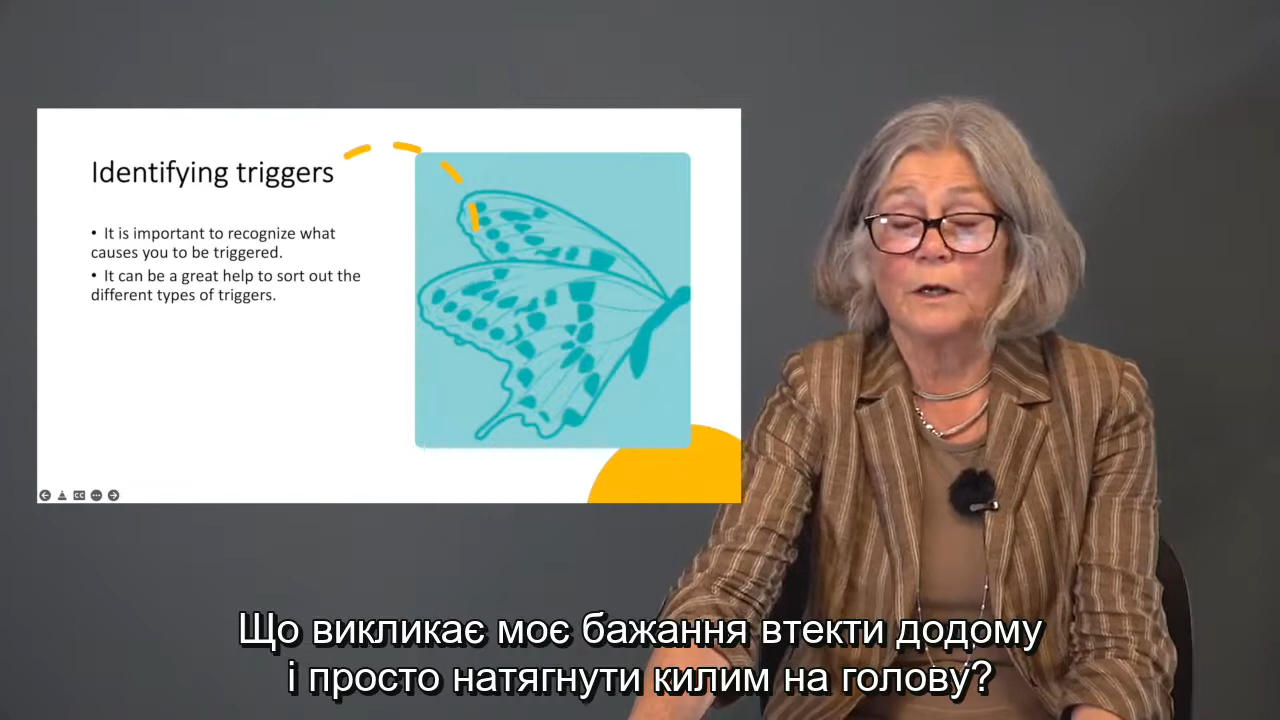 Identifying triggers
• It is important to recognize what
causes you to be triggered.
• It can be a great help to sort out the
different types of triggers.
CC
Що викликає моє бажання втекти додому
і просто натягнути килим на голову?